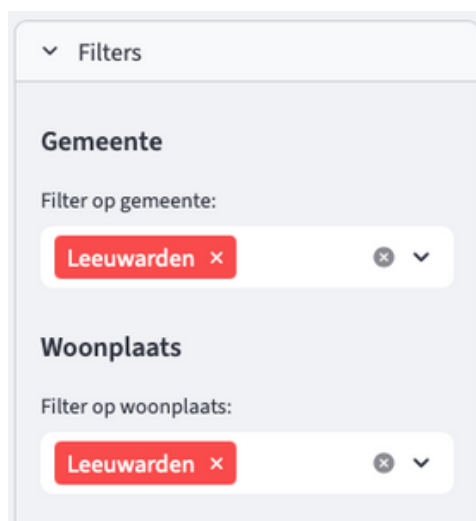 Filters
Gemeente
Filter op gemeente:
Leeuwarden ×
Woonplaats
Filter op woonplaats:
Leeuwarden ×